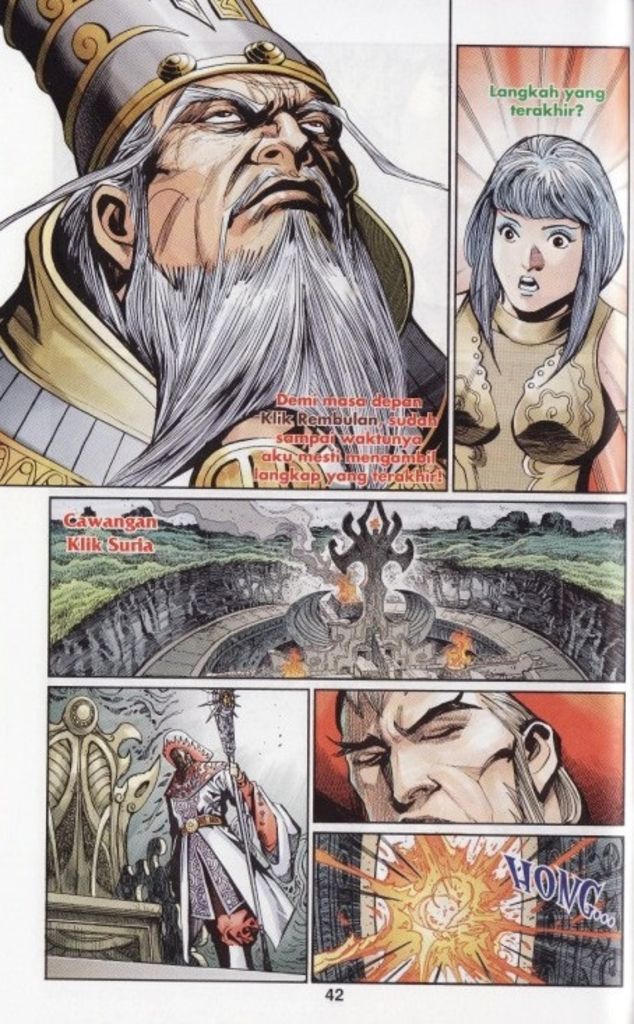 Demi masa depan
Klik Rembulan, sudah
sampai waktunya
aku mesti mengambil
langkap yang terakhir!
Langkah yang
terakhir?
Cawangan
Klik Suria
HONG...
42